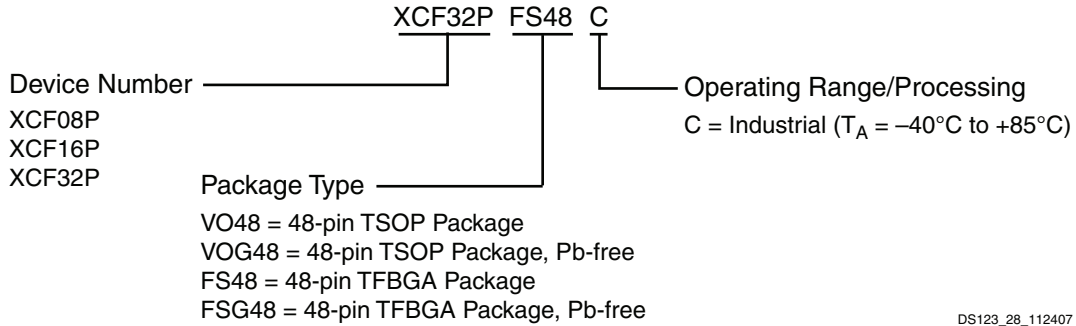 XCF32P FS48 C
Device Number
XCF08P
XCF16P
XCF32P
Package Type
VO48 = 48-pin TSOP Package
VOG48 = 48-pin TSOP Package, Pb-free
FS48 = 48-pin TFBGA Package
FSG48 = 48-pin TFBGA Package, Pb-free
Operating Range/Processing
C = Industrial (TA = –40°C to +85°C)
DS123_28_112407